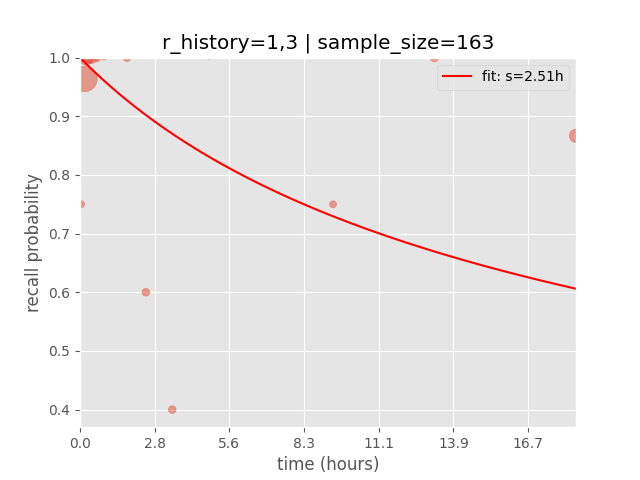 r_history=1,3 | sample_size=163
fit: s=2.51h
recall probability
1.0
0.9
0.8
0.7
0.6
0.5
0.4
0.0 2.8 5.6 8.3 11.1 13.9 16.7
time (hours)